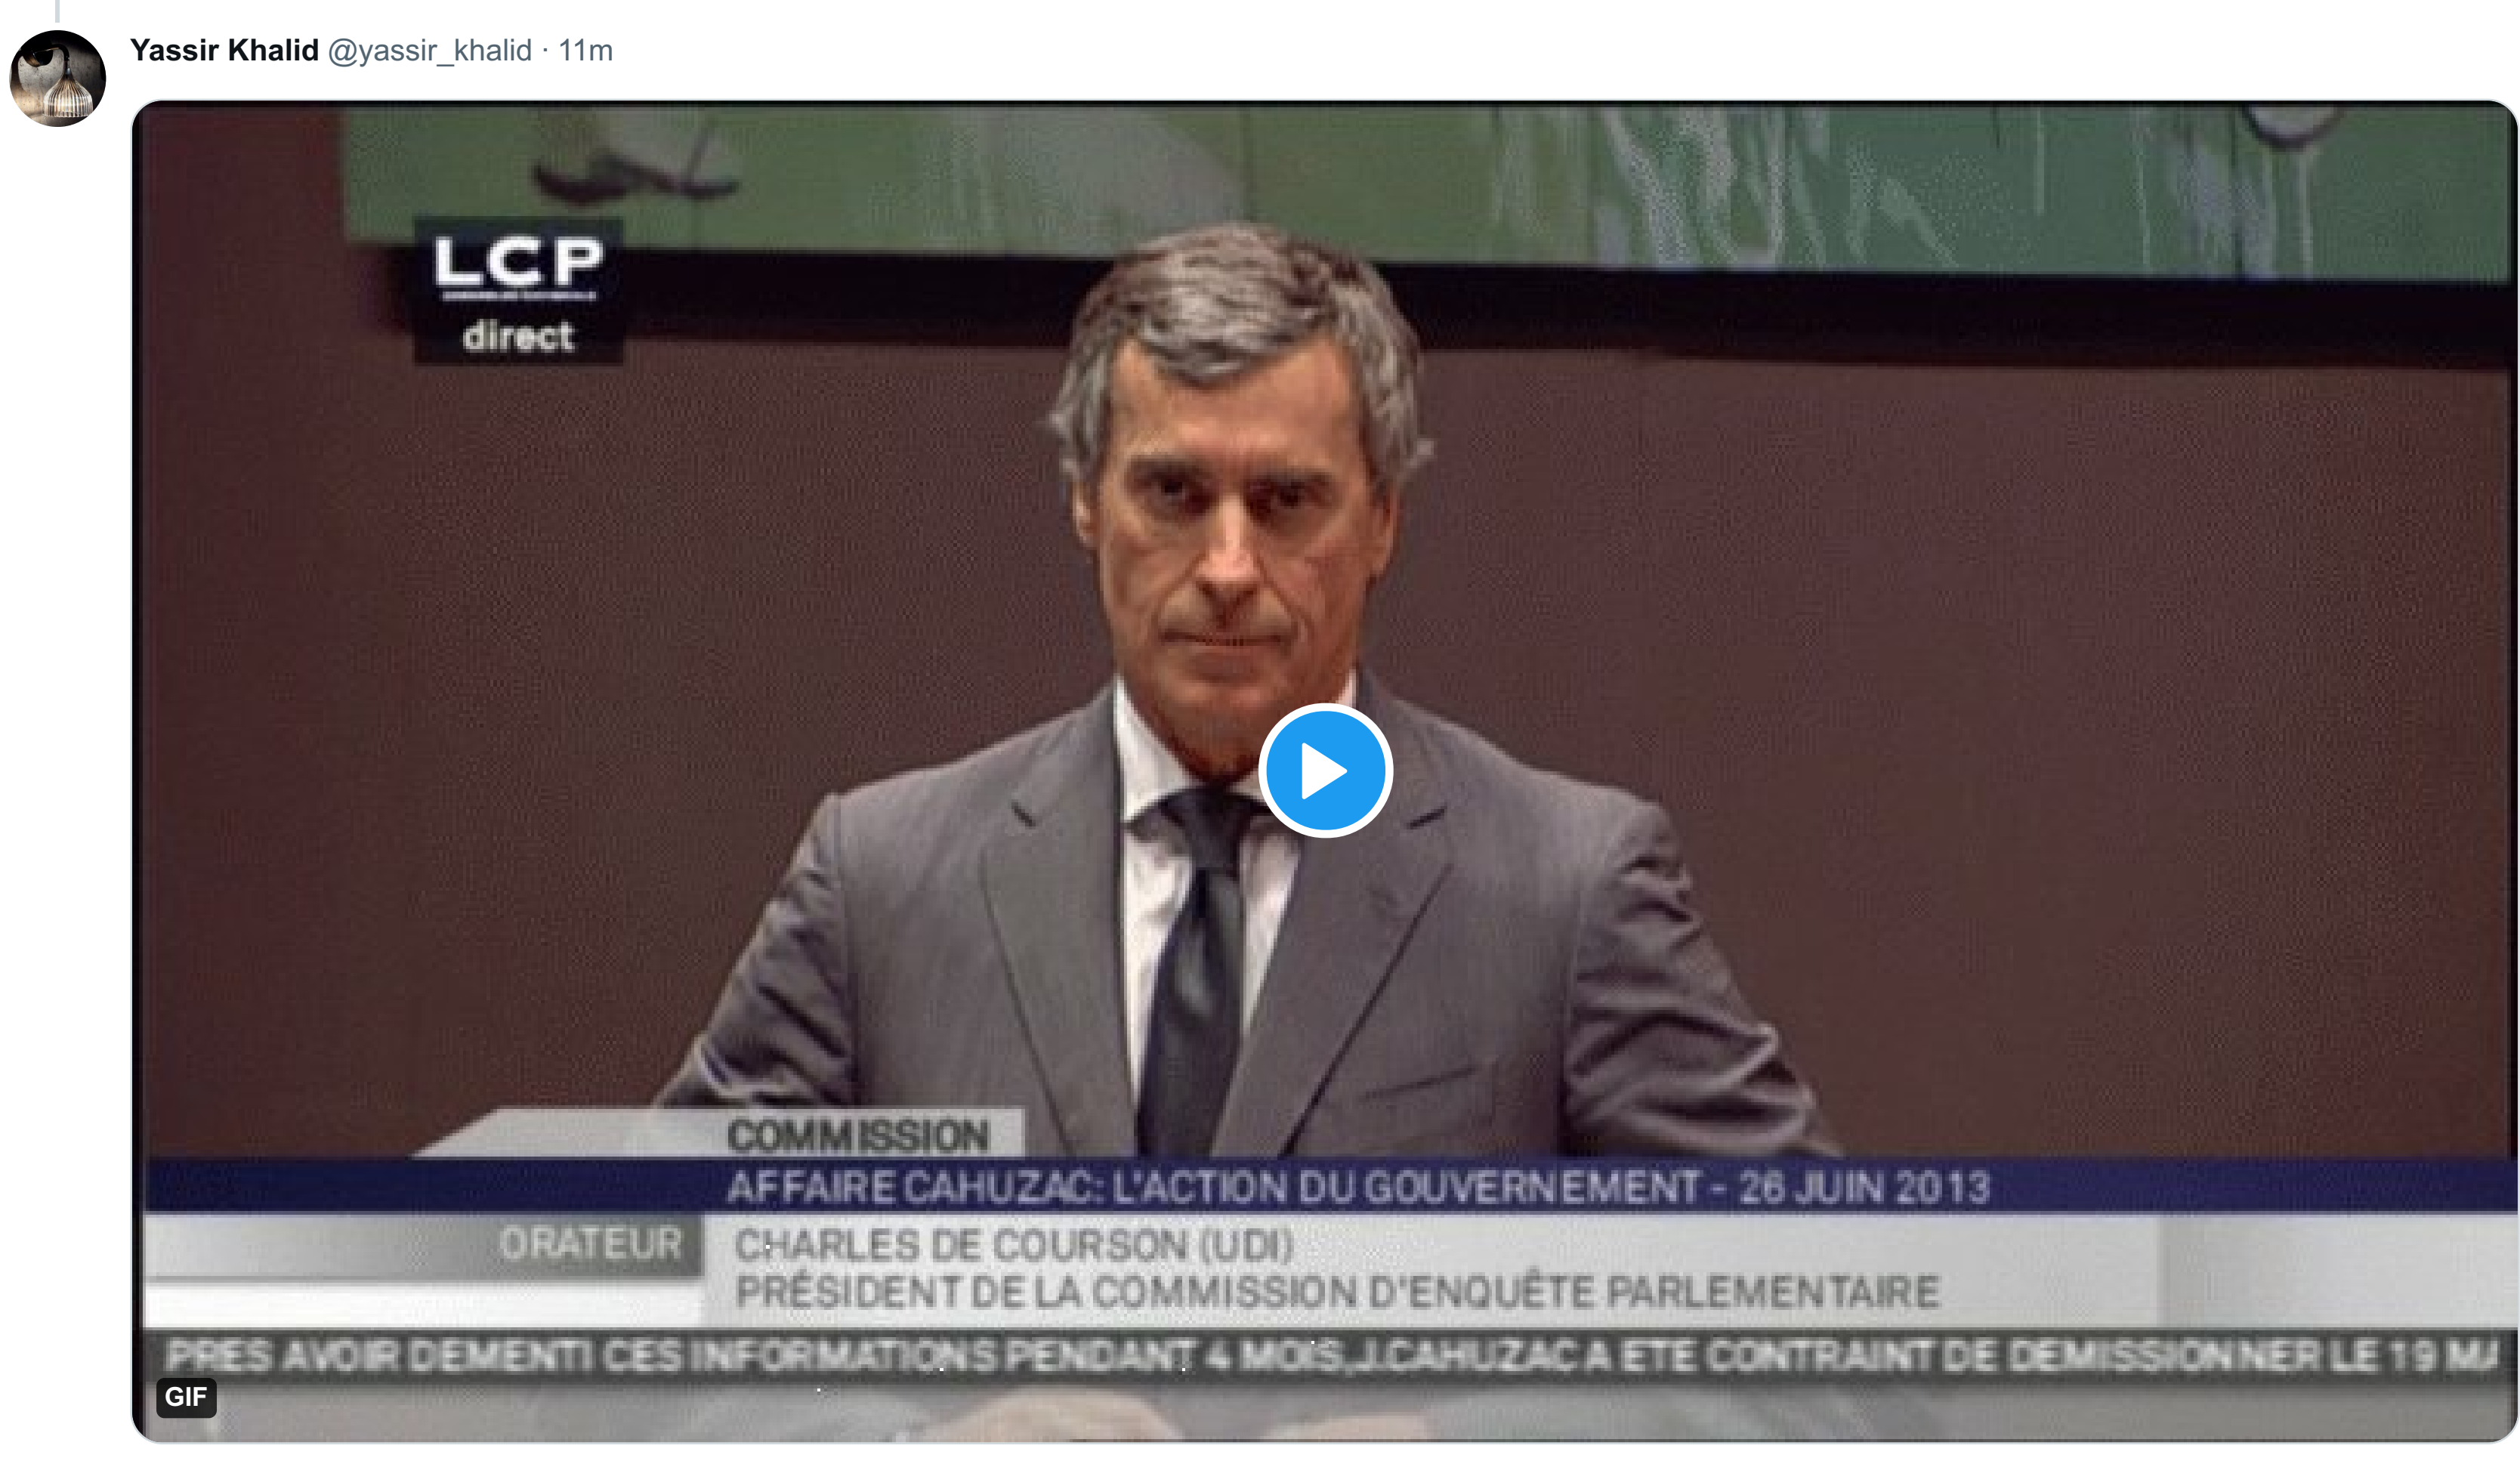 Yassir Khalid @yassir_khalid · 11m
LCP
direct
COMMISSION
AFFAIRE CAHUZAC: L'ACTION DU GOUVERNEMENT - 26 JUIN 2013
ORATEUR
CHARLES DE COURSON (UDI)
PRÉSIDENT DE LA COMMISSION D'ENQUÊTE PARLEMENTAIRE
PRES AVOIR DEMENTI CES INFORMATIONS PENDANT 4 MOIS,J.CAHUZAC A ETE CONTRAINT DE DEMISSIONNER LE 19 MA
GIF